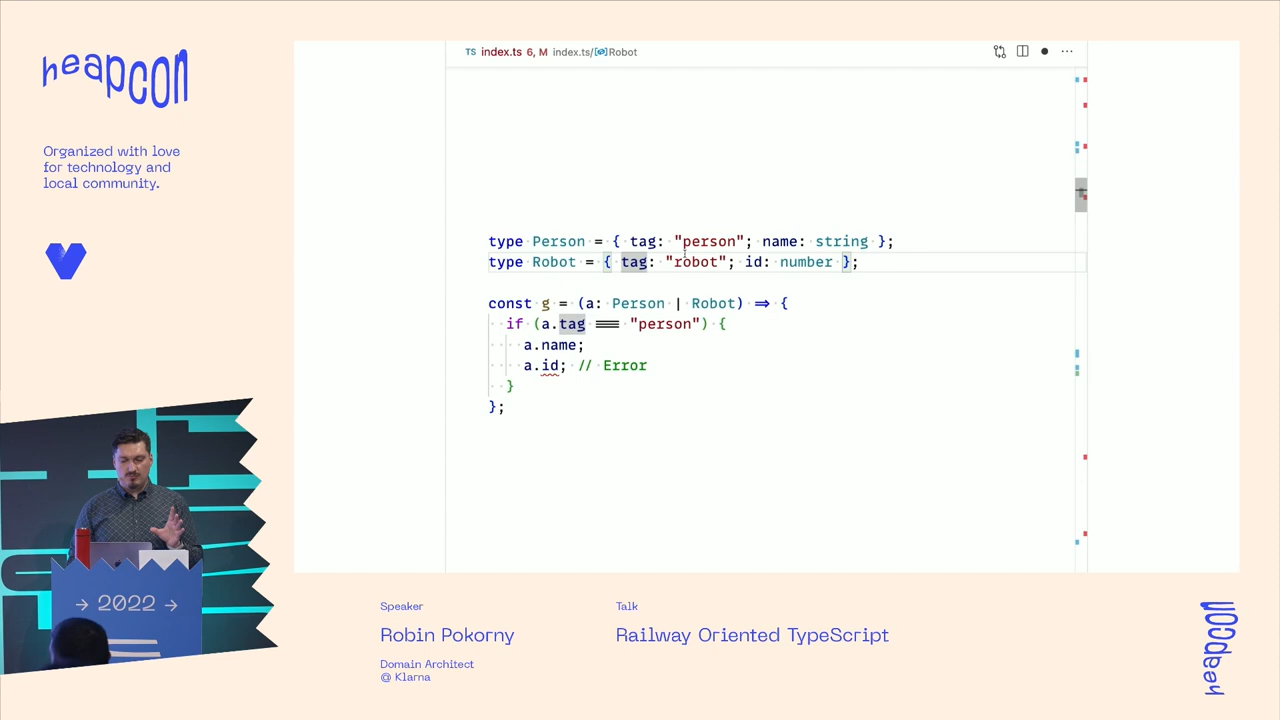 heapcon
Organized with love
for technology and
local community.
TS index.ts 6, M index.ts/Robot
type Person = { tag: "person"; name: string };
type Robot = { tag: "robot"; id: number };
const g = (a: Person | Robot) ⇒ {
if (a.tag ≡ "person") {
a.name;
a.id; // Error
}
};
→ 2022 →
Speaker
Robin Pokorny
Domain Architect
@ Klarna
Talk
Railway Oriented TypeScript
heapcon